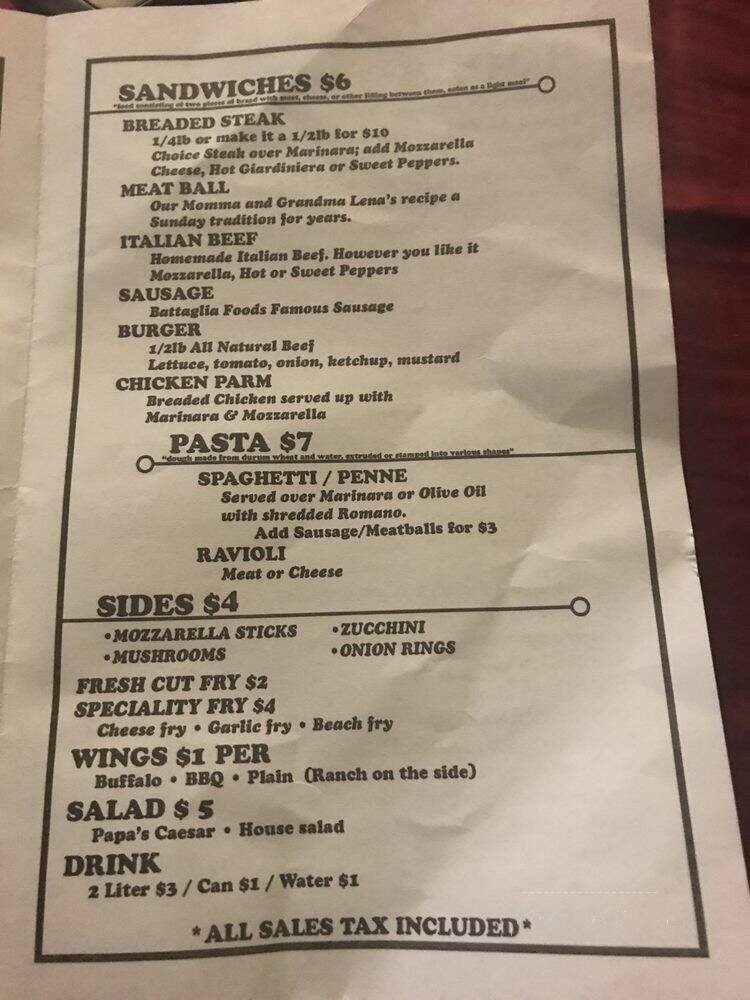 SANDWICHES $6
"food consisting of two pieces of bread with meat, cheese, or other filling between them, eaten as a light meal"
BREADED STEAK
1/4lb or make it a 1/2lb for $10
Choice Steak over Marinara; add Mozzarella
Cheese, Hot Giardiniera or Sweet Peppers.
MEAT BALL
Our Momma and Grandma Lena's recipe a
Sunday tradition for years.
ITALIAN BEEF
Homemade Italian Beef. However you like it
Mozzarella, Hot or Sweet Peppers
SAUSAGE
Battaglia Foods Famous Sausage
BURGER
1/2lb All Natural Beef
Lettuce, tomato, onion, ketchup, mustard
CHICKEN PARM
Breaded Chicken served up with
Marinara & Mozzarella
PASTA $7
"dough made from durum wheat and water, extruded or stamped into various shapes"
SPAGHETTI / PENNE
Served over Marinara or Olive Oil
with shredded Romano.
Add Sausage/Meatballs for $3
RAVIOLI
Meat or Cheese
SIDES $4
•MOZZARELLA STICKS •ZUCCHINI
•MUSHROOMS •ONION RINGS
FRESH CUT FRY $2
SPECIALITY FRY $4
Cheese fry • Garlic fry • Beach fry
WINGS $1 PER
Buffalo • BBQ • Plain (Ranch on the side)
SALAD $ 5
Papa's Caesar • House salad
DRINK
2 Liter $3 / Can $1 / Water $1
*ALL SALES TAX INCLUDED*